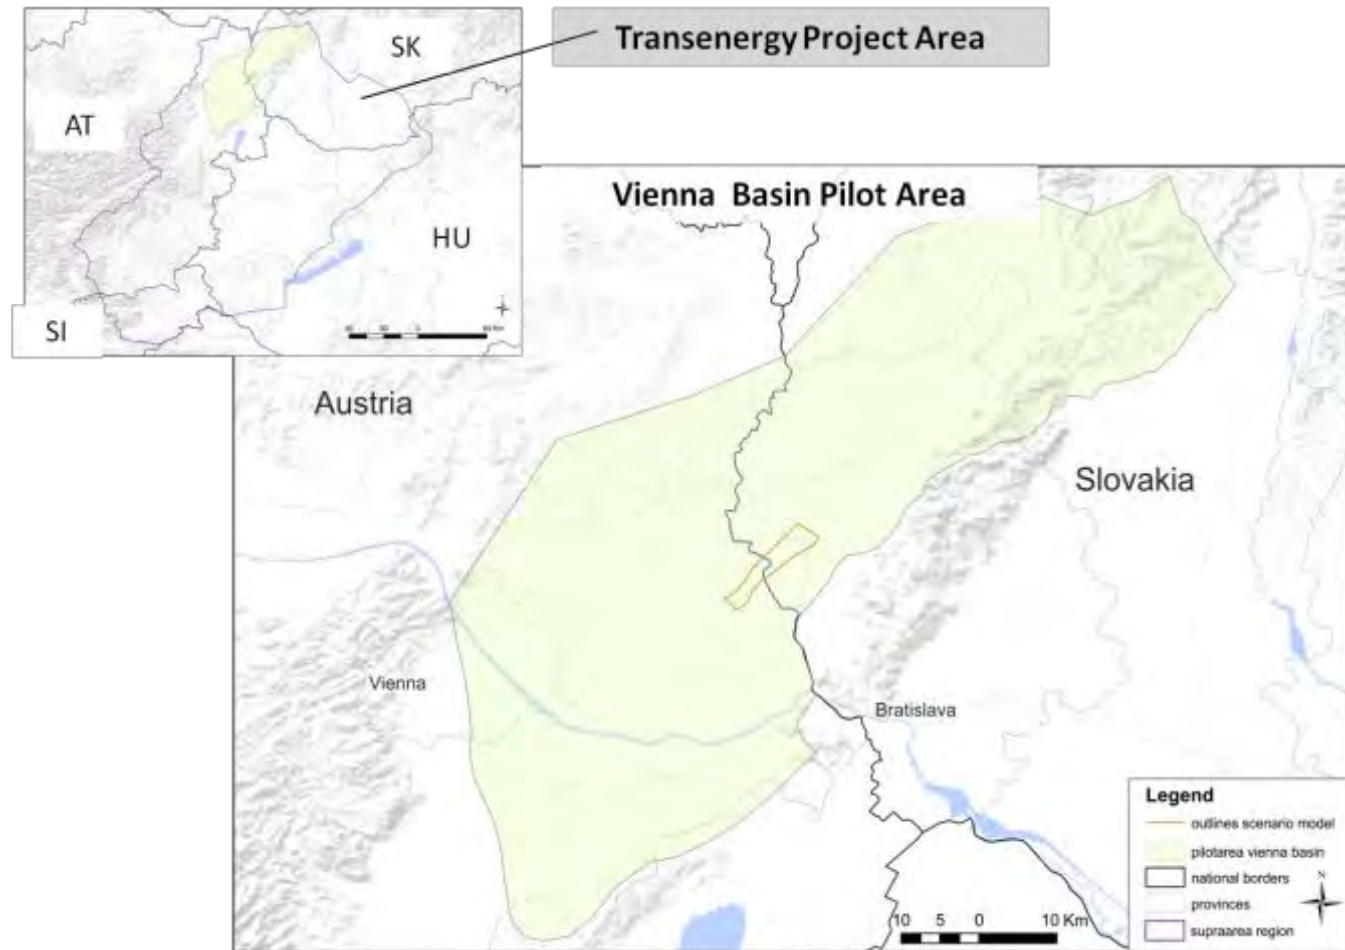 Transenergy Project Area
SK
AT
HU
SI
Vienna Basin Pilot Area
Austria
Slovakia
Vienna
Bratislava
Legend
outlines scenario model
pilotarea vienna basin
national borders
N
provinces
supraarea region
10 5 0 10 Km